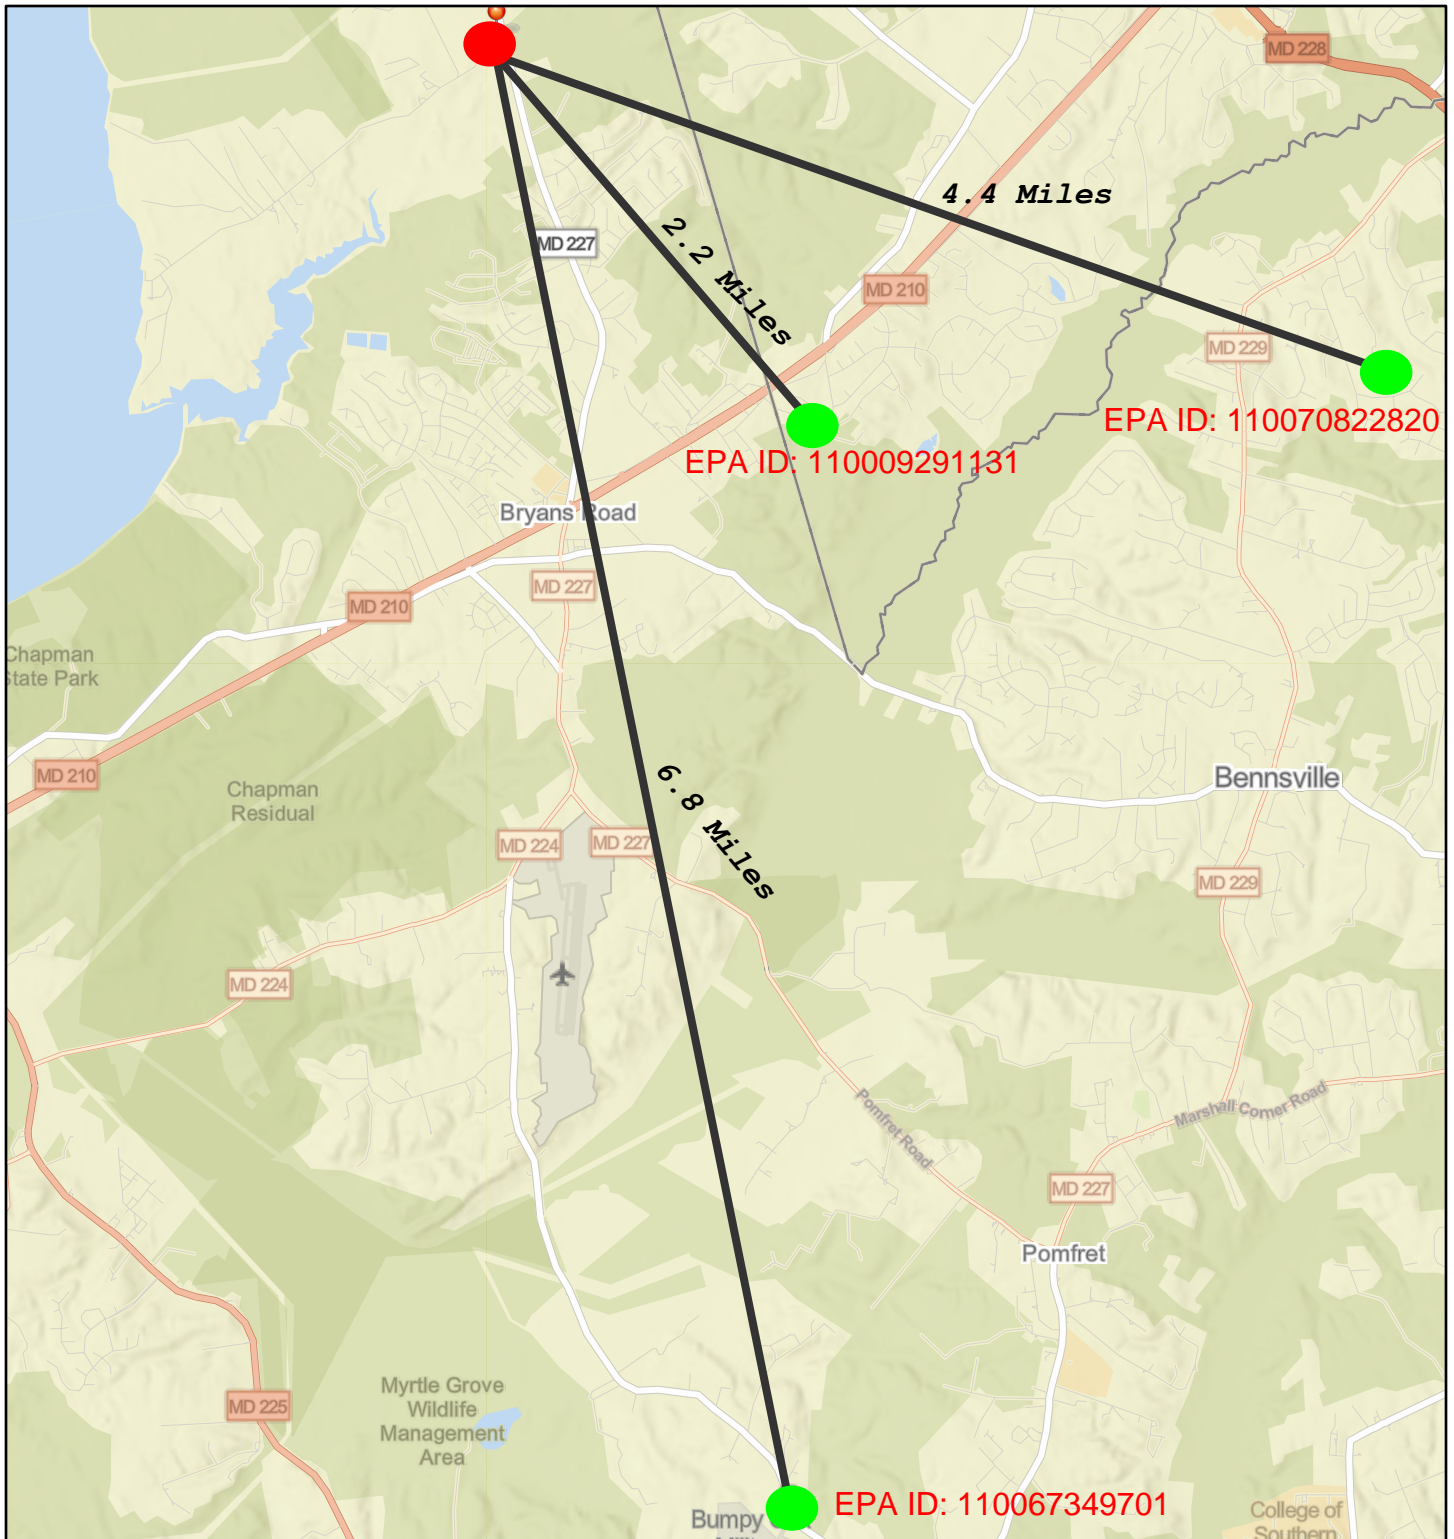 MD 228
4.4 Miles
MD 227
2.2 Miles
MD 210
MD 229
EPA ID: 110070822820
EPA ID: 110009291131
Bryans Road
MD 227
MD 210
Chapman
State Park
MD 210
Chapman
Residual
6.8 Miles
Bennsville
MD 224
MD 227
MD 229
MD 224
Pomfret Road
Marshall Corner Road
MD 227
Pomfret
Myrtle Grove
Wildlife
Management
Area
MD 225
EPA ID: 110067349701
Bumpy
College of
Southern